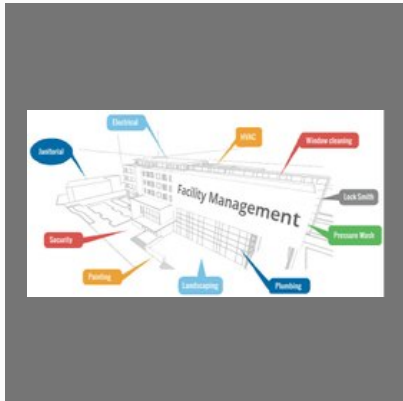 Electrical
HVAC
Window cleaning
Janitorial
Facility Management
Lock Smith
Security
Pressure Wash
Painting
Landscaping
Plumbing